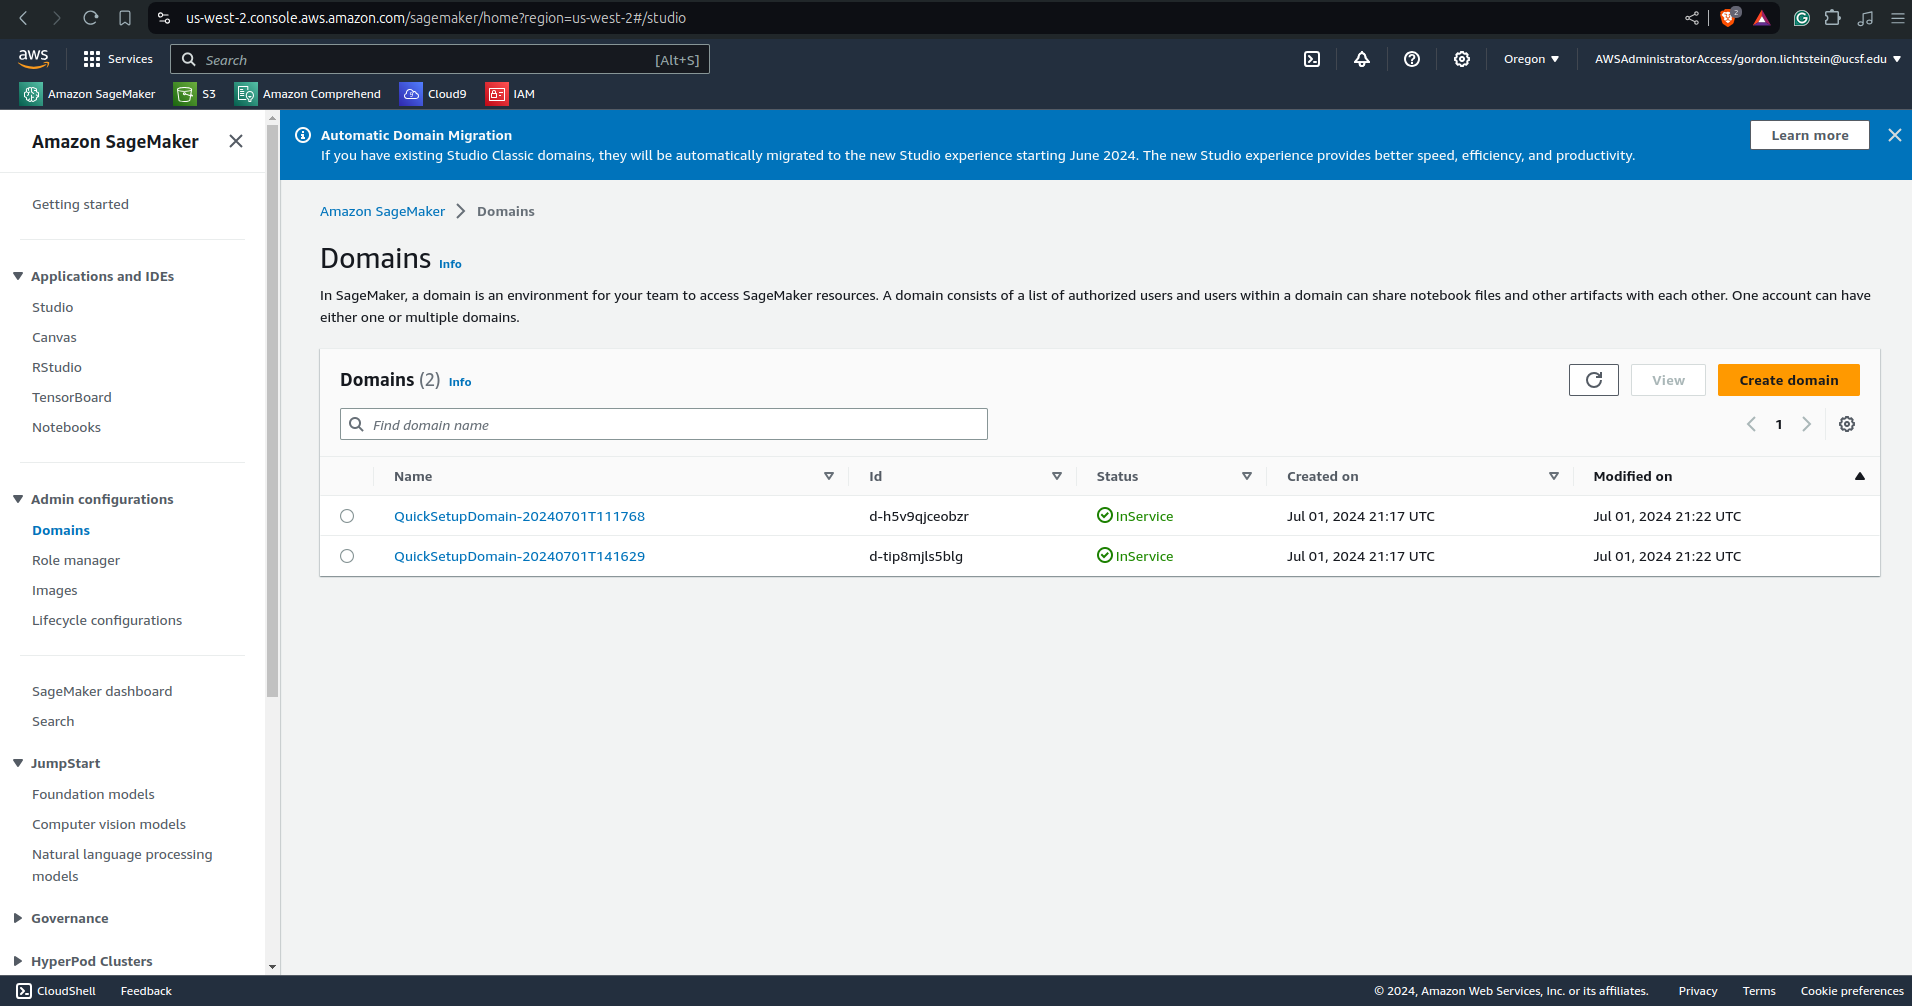 us-west-2.console.aws.amazon.com/sagemaker/home?region=us-west-2#/studio
2
aws
Services
Search
[Alt+S]
Oregon
AWSAdministratorAccess/gordon.lichtstein@ucsf.edu
Amazon SageMaker
S3
Amazon Comprehend
Cloud9
IAM
Amazon SageMaker
Getting started
Applications and IDEs
Studio
Canvas
RStudio
TensorBoard
Notebooks
Admin configurations
Domains
Role manager
Images
Lifecycle configurations
SageMaker dashboard
Search
JumpStart
Foundation models
Computer vision models
Natural language processing
models
Governance
HyperPod Clusters
Automatic Domain Migration
If you have existing Studio Classic domains, they will be automatically migrated to the new Studio experience starting June 2024. The new Studio experience provides better speed, efficiency, and productivity.
Learn more
Amazon SageMaker
Domains
Domains Info
In SageMaker, a domain is an environment for your team to access SageMaker resources. A domain consists of a list of authorized users and users within a domain can share notebook files and other artifacts with each other. One account can have
either one or multiple domains.
Domains (2) Info
View
Create domain
Find domain name
1
Name Id Status Created on Modified on
QuickSetupDomain-20240701T111768 d-h5v9qjceobzr InService Jul 01, 2024 21:17 UTC Jul 01, 2024 21:22 UTC
QuickSetupDomain-20240701T141629 d-tip8mjls5blg InService Jul 01, 2024 21:17 UTC Jul 01, 2024 21:22 UTC
CloudShell
Feedback
© 2024, Amazon Web Services, Inc. or its affiliates.
Privacy
Terms
Cookie preferences